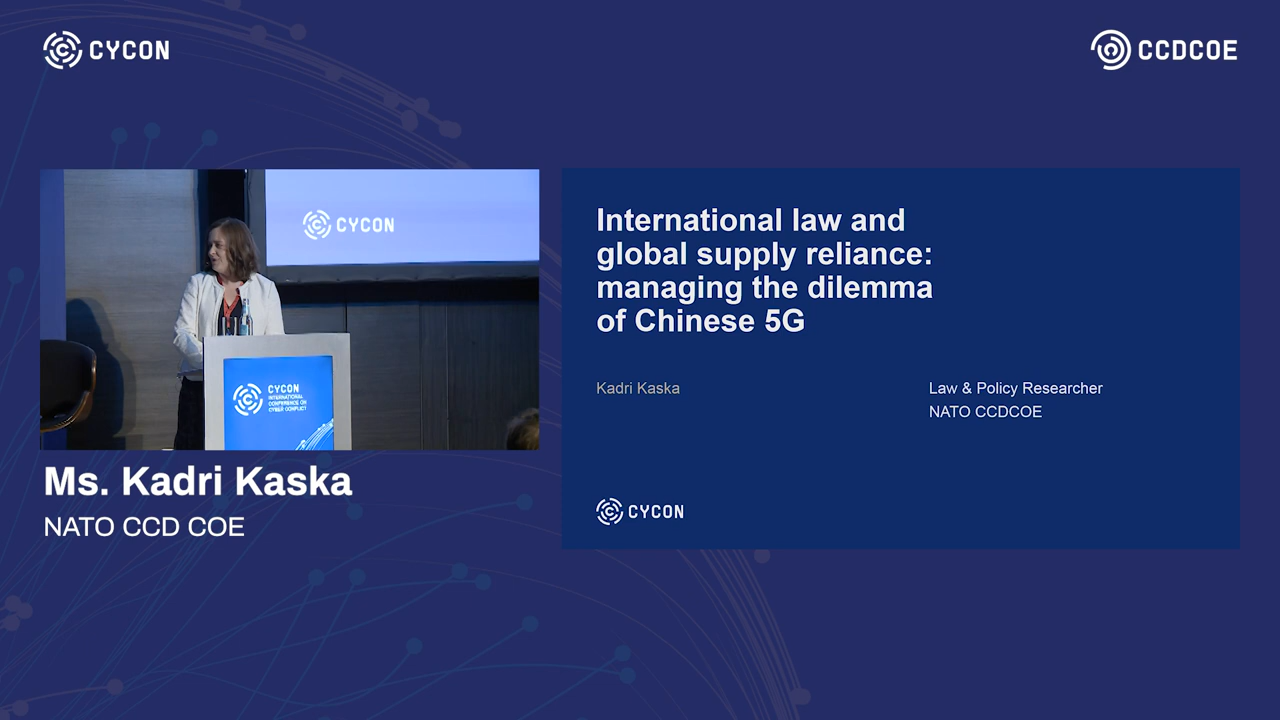 CYCON
CCDCOE
CYCON
CYCON
INTERNATIONAL
CONFERENCE ON
CYBER CONFLICT
Ms. Kadri Kaska
NATO CCD COE
International law and
global supply reliance:
managing the dilemma
of Chinese 5G
Kadri Kaska
Law & Policy Researcher
NATO CCDCOE
CYCON